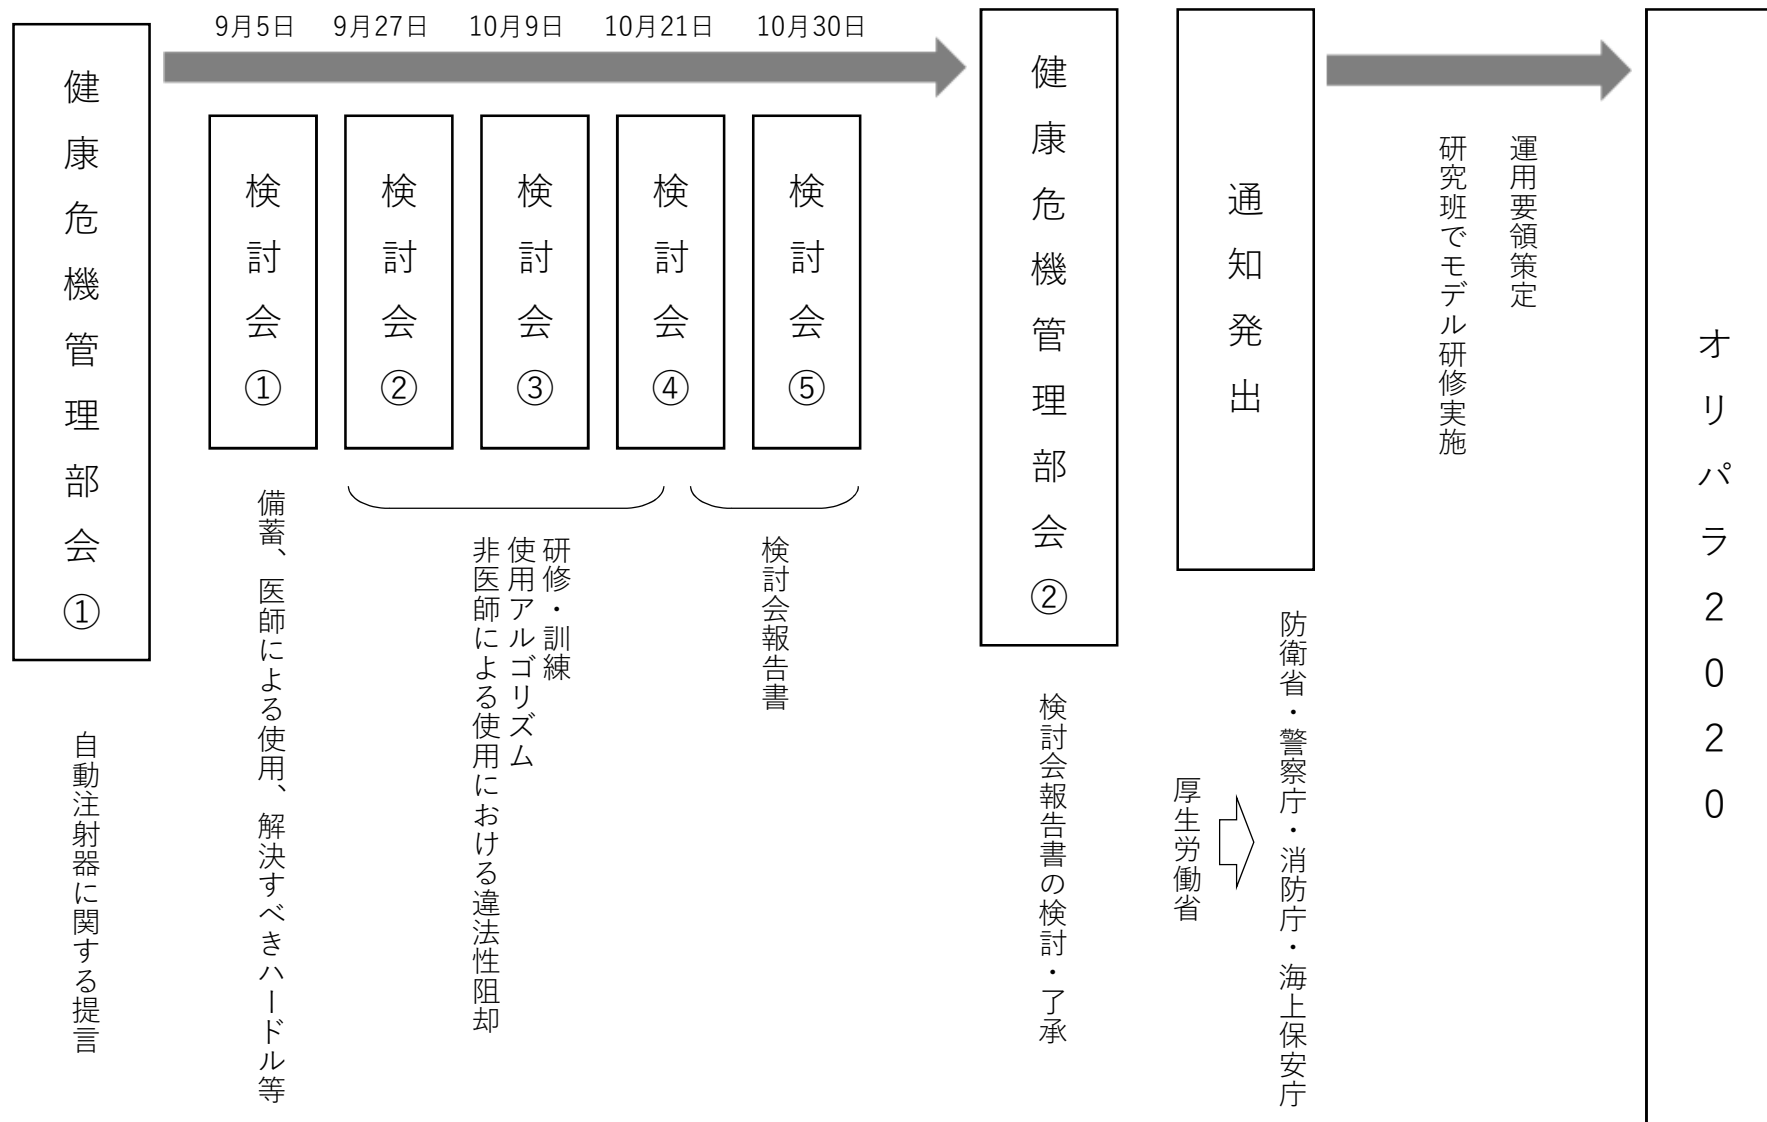 9月5日
9月27日
10月9日
10月21日
10月30日
健康危機管理部会①
自動注射器に関する提言
検討会①
検討会②
検討会③
検討会④
検討会⑤
備蓄、医師による使用、解決すべきハードル等
研修・訓練
使用アルゴリズム
非医師による使用における違法性阻却
検討会報告書
健康危機管理部会②
検討会報告書の検討・了承
通知発出
厚生労働省
防衛省・警察庁・消防庁・海上保安庁
運用要領策定
研究班でモデル研修実施
オリパラ2020